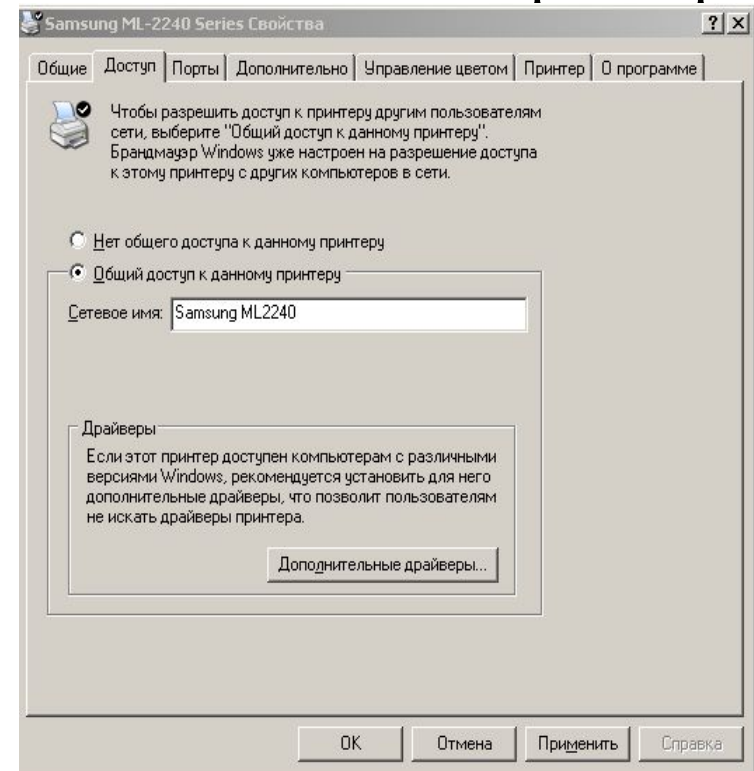 Samsung ML-2240 Series Свойства
Общие Доступ Порты Дополнительно Управление цветом Принтер О программе
Чтобы разрешить доступ к принтеру другим пользователям
сети, выберите "Общий доступ к данному принтеру".
Брандмауэр Windows уже настроен на разрешение доступа
к этому принтеру с других компьютеров в сети.
Нет общего доступа к данному принтеру
Общий доступ к данному принтеру
Сетевое имя: Samsung ML2240
Драйверы
Если этот принтер доступен компьютерам с различными
версиями Windows, рекомендуется установить для него
дополнительные драйверы, что позволит пользователям
не искать драйверы принтера.
Дополнительные драйверы...
OK Отмена Применить Справка